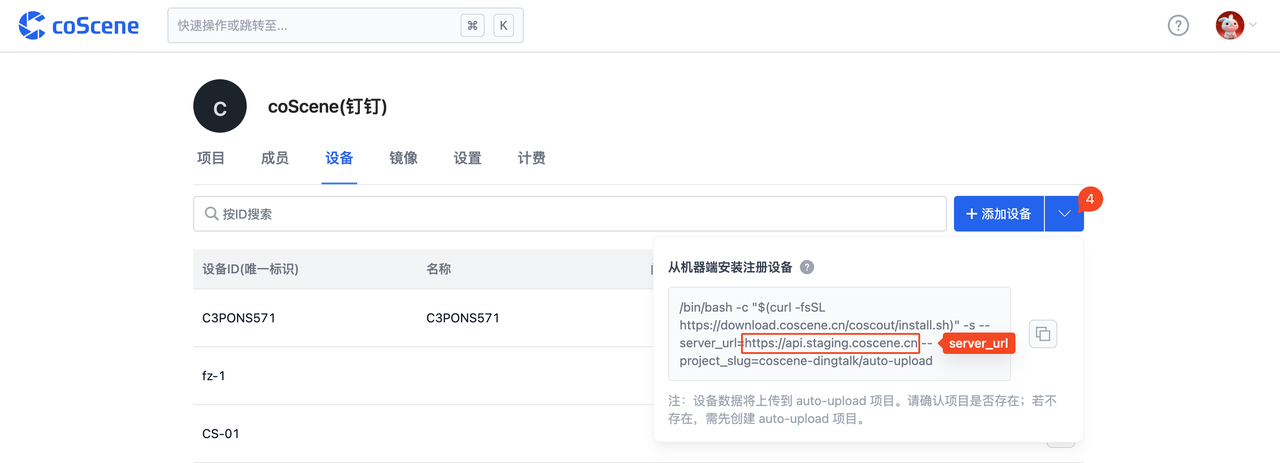 coScene
快速操作或跳转至...
⌘
K
?
C
coScene(钉钉)
项目
成员
设备
镜像
设置
计费
按ID搜索
+ 添加设备
4
设备ID(唯一标识)
名称
C3PONS571
C3PONS571
fz-1
CS-01
从机器端安装注册设备 ?
/bin/bash -c "$(curl -fsSL
https://download.coscene.cn/coscout/install.sh)" -s --
server_url=https://api.staging.coscene.cn --
project_slug=coscene-dingtalk/auto-upload
server_url
注：设备数据将上传到 auto-upload 项目。请确认项目是否存在；若不
存在，需先创建 auto-upload 项目。